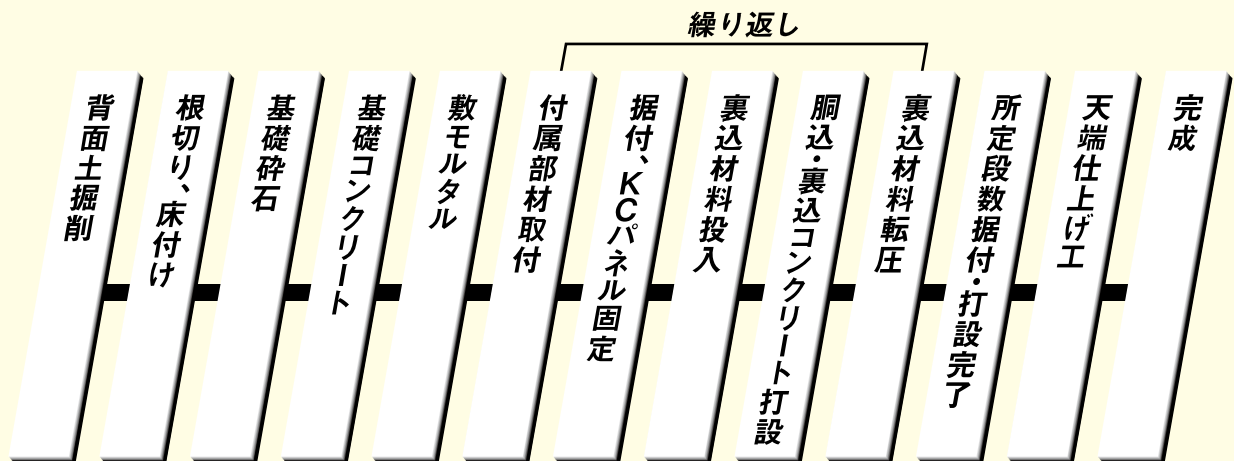 繰り返し
背面土掘削
根切り、床付け
基礎砕石
基礎コンクリート
敷モルタル
付属部材取付
据付、KCパネル固定
裏込材料投入
胴込・裏込コンクリート打設
裏込材料転圧
所定段数据付・打設完了
天端仕上げ工
完成